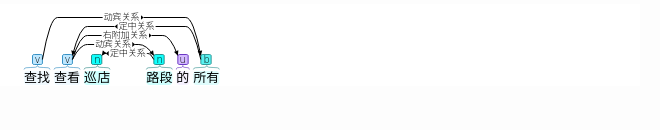 动宾关系
定中关系
右附加关系
动宾关系
定中关系
v v n n u b
查找 查看 巡店 路段 的 所有